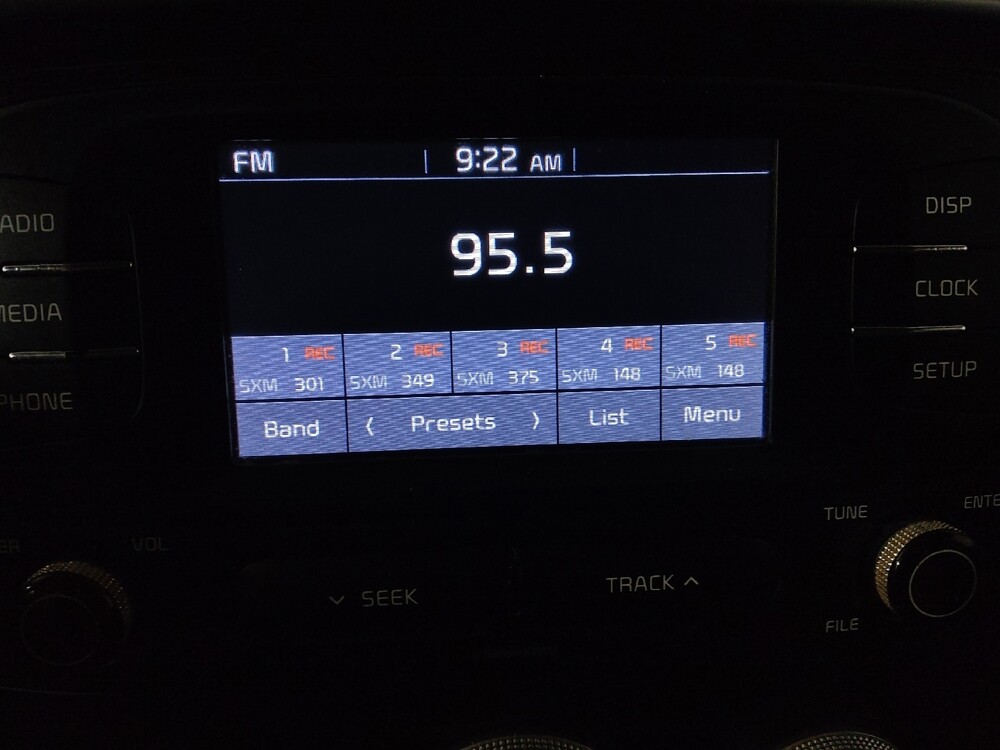 FM 9:22 AM
95.5
1 REC 2 REC 3 REC 4 REC 5 REC
SXM 301 SXM 349 SXM 375 SXM 148 SXM 148
Band ⟨ Presets ⟩ List Menu
ADIO
MEDIA
PHONE
DISP
CLOCK
SETUP
VOL
SEEK
TRACK
TUNE
ENTE
FILE